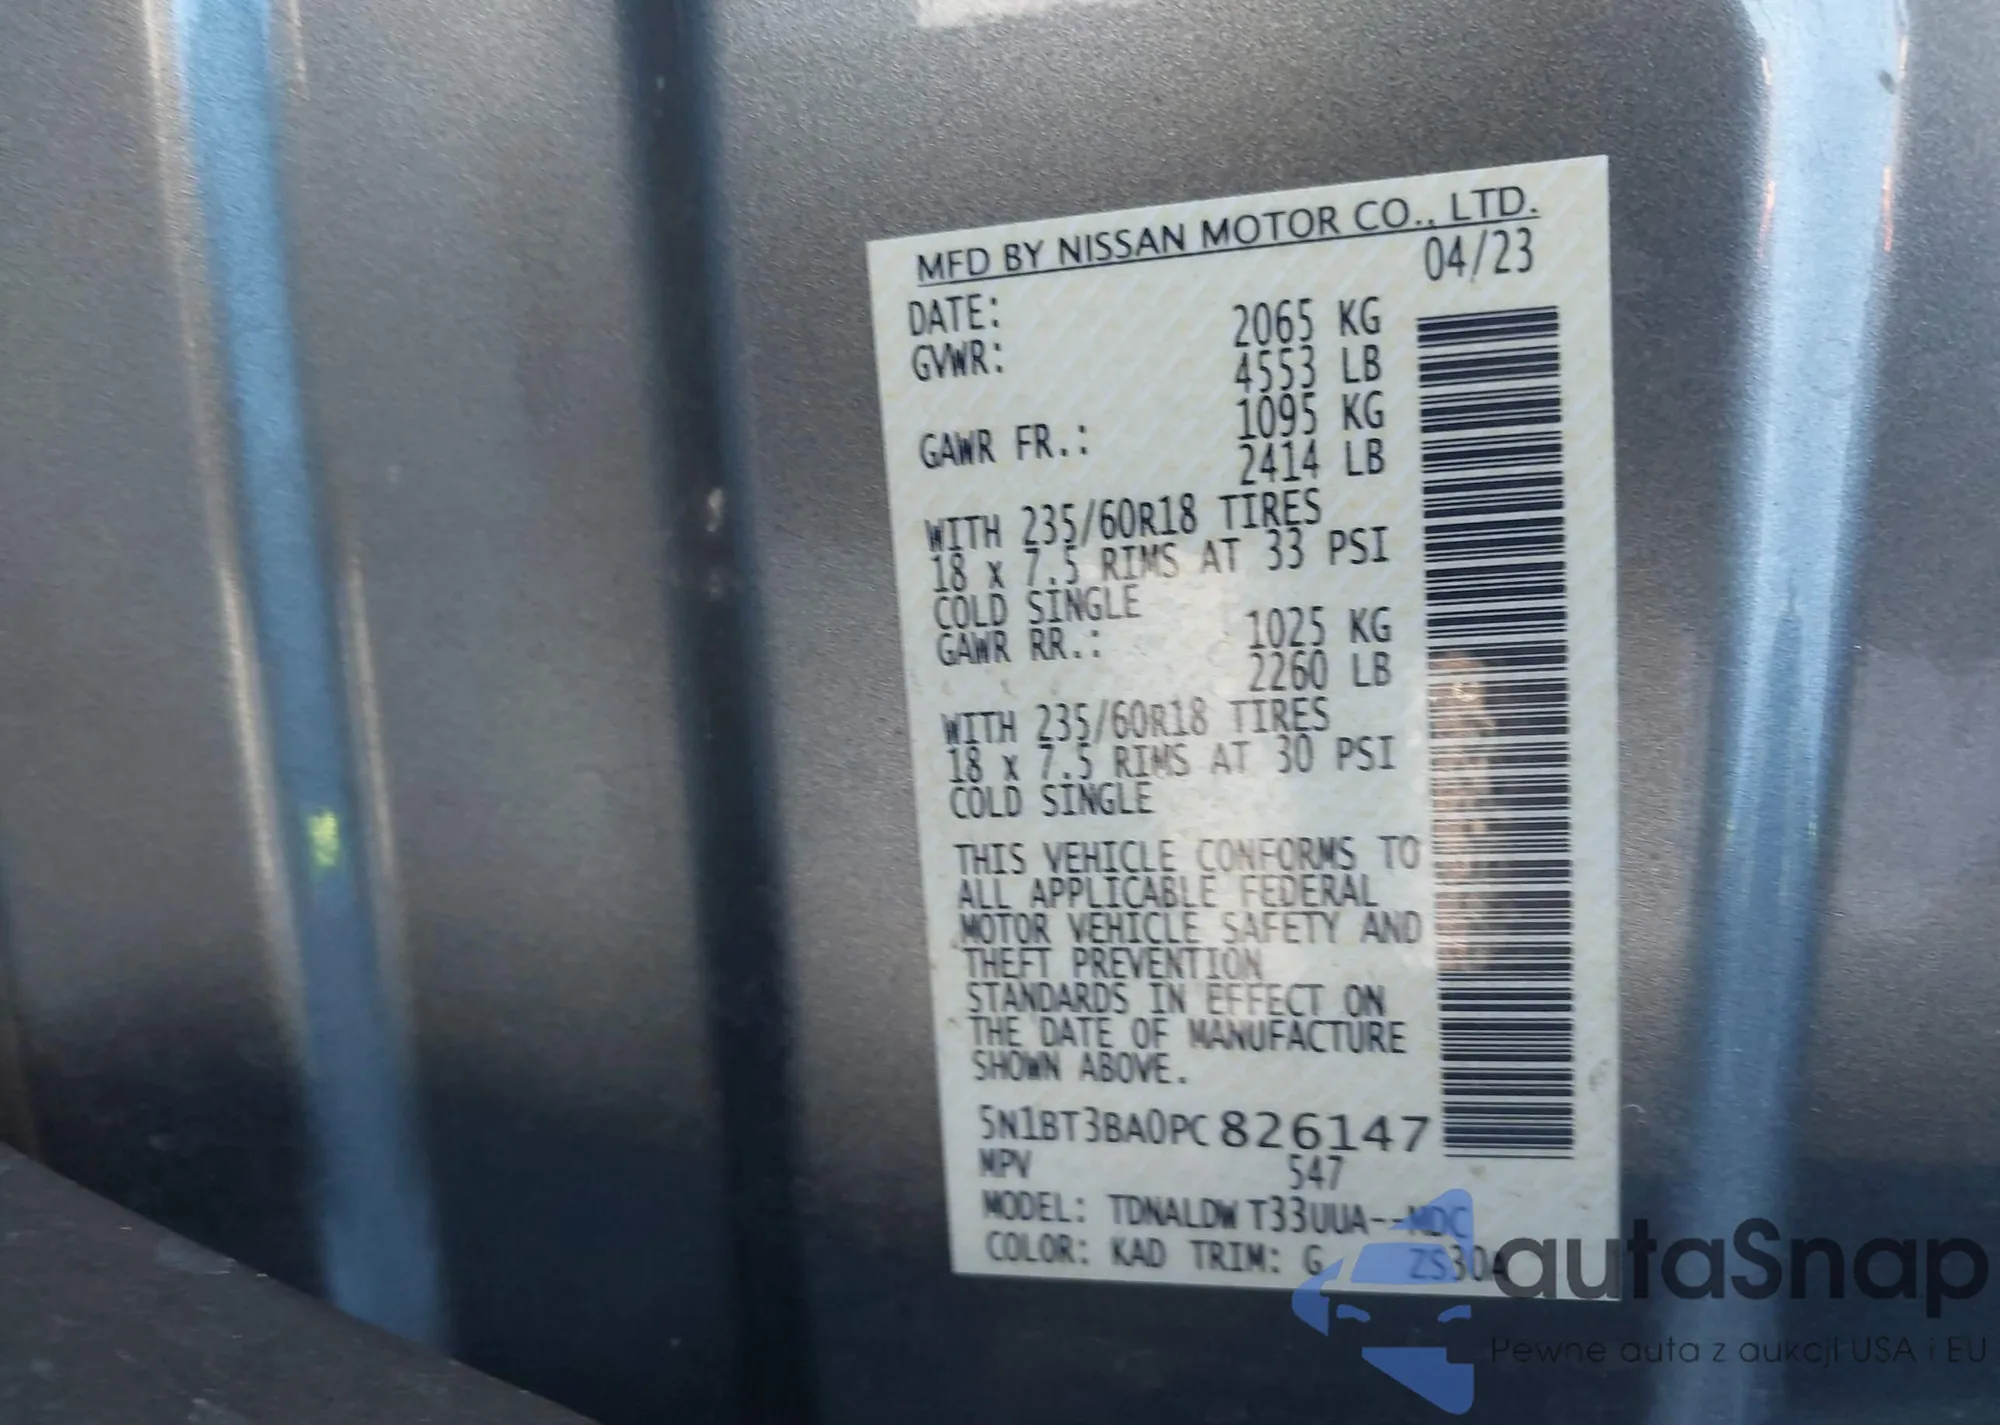 MFD BY NISSAN MOTOR CO., LTD.
DATE: 04/23
GVWR: 2065 KG
4553 LB
GAWR FR.: 1095 KG
2414 LB
WITH 235/60R18 TIRES
18 x 7.5 RIMS AT 33 PSI
COLD SINGLE
GAWR RR.: 1025 KG
2260 LB
WITH 235/60R18 TIRES
18 x 7.5 RIMS AT 30 PSI
COLD SINGLE
THIS VEHICLE CONFORMS TO
ALL APPLICABLE FEDERAL
MOTOR VEHICLE SAFETY AND
THEFT PREVENTION
STANDARDS IN EFFECT ON
THE DATE OF MANUFACTURE
SHOWN ABOVE.
5N1BT3BA0PC826147
MPV 547
MODEL: TDNALDW T33UUA--MDC
COLOR: KAD TRIM: G ZS30A
autaSnap
Pewne auta z aukcji USA i EU